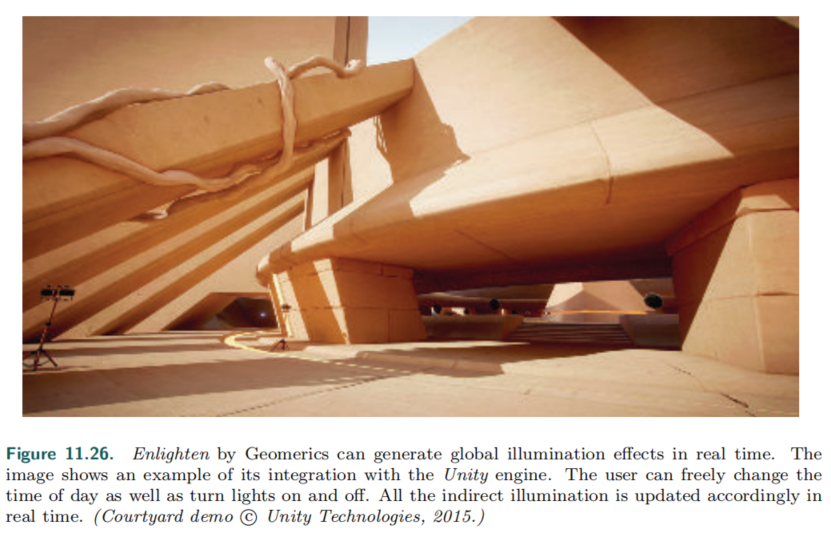 Figure 11.26. Enlighten by Geomerics can generate global illumination effects in real time. The
image shows an example of its integration with the Unity engine. The user can freely change the
time of day as well as turn lights on and off. All the indirect illumination is updated accordingly in
real time. (Courtyard demo © Unity Technologies, 2015.)